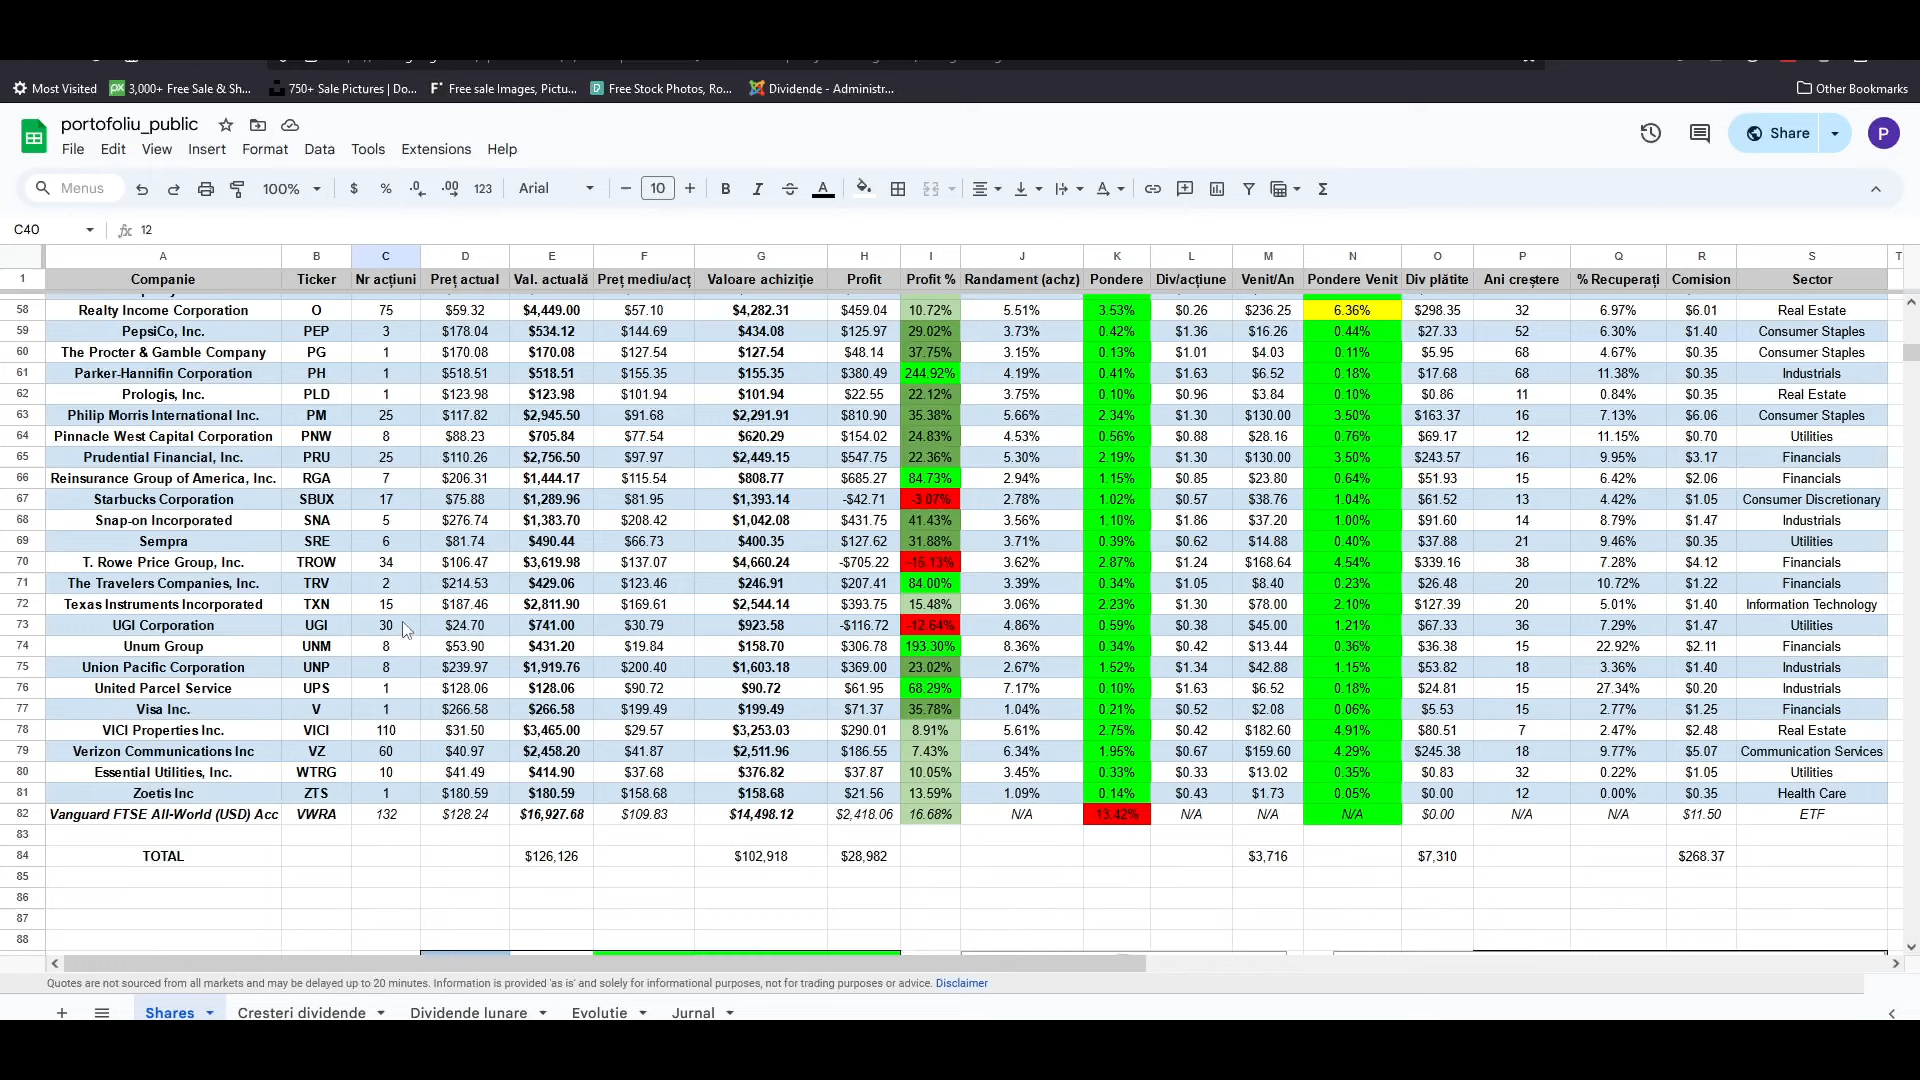 Most Visited 3,000+ Free Sale & Sh... 750+ Sale Pictures | Do... Free sale Images, Pictu... Free Stock Photos, Ro... Dividende - Administr... Other Bookmarks
portofoliu_public Share P
File Edit View Insert Format Data Tools Extensions Help
Menus 100% $ % .0 .00 123 Arial 10 B I A
C40 fx 12
A B C D E F G H I J K L M N O P Q R S T
1 Companie Ticker Nr acțiuni Preț actual Val. actuală Preț mediu/acț Valoare achiziție Profit Profit % Randament (achz) Pondere Div/acțiune Venit/An Pondere Venit Div plătite Ani creștere % Recuperați Comision Sector
58 Realty Income Corporation O 75 $59.32 $4,449.00 $57.10 $4,282.31 $459.04 10.72% 5.51% 3.53% $0.26 $236.25 6.36% $298.35 32 6.97% $6.01 Real Estate
59 PepsiCo, Inc. PEP 3 $178.04 $534.12 $144.69 $434.08 $125.97 29.02% 3.73% 0.42% $1.36 $16.26 0.44% $27.33 52 6.30% $1.40 Consumer Staples
60 The Procter & Gamble Company PG 1 $170.08 $170.08 $127.54 $127.54 $48.14 37.75% 3.15% 0.13% $1.01 $4.03 0.11% $5.95 68 4.67% $0.35 Consumer Staples
61 Parker-Hannifin Corporation PH 1 $518.51 $518.51 $155.35 $155.35 $380.49 244.92% 4.19% 0.41% $1.63 $6.52 0.18% $17.68 68 11.38% $0.35 Industrials
62 Prologis, Inc. PLD 1 $123.98 $123.98 $101.94 $101.94 $22.55 22.12% 3.75% 0.10% $0.96 $3.84 0.10% $0.86 11 0.84% $0.35 Real Estate
63 Philip Morris International Inc. PM 25 $117.82 $2,945.50 $91.68 $2,291.91 $810.90 35.38% 5.66% 2.34% $1.30 $130.00 3.50% $163.37 16 7.13% $6.06 Consumer Staples
64 Pinnacle West Capital Corporation PNW 8 $88.23 $705.84 $77.54 $620.29 $154.02 24.83% 4.53% 0.56% $0.88 $28.16 0.76% $69.17 12 11.15% $0.70 Utilities
65 Prudential Financial, Inc. PRU 25 $110.26 $2,756.50 $97.97 $2,449.15 $547.75 22.36% 5.30% 2.19% $1.30 $130.00 3.50% $243.57 16 9.95% $3.17 Financials
66 Reinsurance Group of America, Inc. RGA 7 $206.31 $1,444.17 $115.54 $808.77 $685.27 84.73% 2.94% 1.15% $0.85 $23.80 0.64% $51.93 15 6.42% $2.06 Financials
67 Starbucks Corporation SBUX 17 $75.88 $1,289.96 $81.95 $1,393.14 -$42.71 -3.07% 2.78% 1.02% $0.57 $38.76 1.04% $61.52 13 4.42% $1.05 Consumer Discretionary
68 Snap-on Incorporated SNA 5 $276.74 $1,383.70 $208.42 $1,042.08 $431.75 41.43% 3.56% 1.10% $1.86 $37.20 1.00% $91.60 14 8.79% $1.47 Industrials
69 Sempra SRE 6 $81.74 $490.44 $66.73 $400.35 $127.62 31.88% 3.71% 0.39% $0.62 $14.88 0.40% $37.88 21 9.46% $0.35 Utilities
70 T. Rowe Price Group, Inc. TROW 34 $106.47 $3,619.98 $137.07 $4,660.24 -$705.22 -15.13% 3.62% 2.87% $1.24 $168.64 4.54% $339.16 38 7.28% $4.12 Financials
71 The Travelers Companies, Inc. TRV 2 $214.53 $429.06 $123.46 $246.91 $207.41 84.00% 3.39% 0.34% $1.05 $8.40 0.23% $26.48 20 10.72% $1.22 Financials
72 Texas Instruments Incorporated TXN 15 $187.46 $2,811.90 $169.61 $2,544.14 $393.75 15.48% 3.06% 2.23% $1.30 $78.00 2.10% $127.39 20 5.01% $1.40 Information Technology
73 UGI Corporation UGI 30 $24.70 $741.00 $30.79 $923.58 -$116.72 -12.64% 4.86% 0.59% $0.38 $45.00 1.21% $67.33 36 7.29% $1.47 Utilities
74 Unum Group UNM 8 $53.90 $431.20 $19.84 $158.70 $306.78 193.30% 8.36% 0.34% $0.42 $13.44 0.36% $36.38 15 22.92% $2.11 Financials
75 Union Pacific Corporation UNP 8 $239.97 $1,919.76 $200.40 $1,603.18 $369.00 23.02% 2.67% 1.52% $1.34 $42.88 1.15% $53.82 18 3.36% $1.40 Industrials
76 United Parcel Service UPS 1 $128.06 $128.06 $90.72 $90.72 $61.95 68.29% 7.17% 0.10% $1.63 $6.52 0.18% $24.81 15 27.34% $0.20 Industrials
77 Visa Inc. V 1 $266.58 $266.58 $199.49 $199.49 $71.37 35.78% 1.04% 0.21% $0.52 $2.08 0.06% $5.53 15 2.77% $1.25 Financials
78 VICI Properties Inc. VICI 110 $31.50 $3,465.00 $29.57 $3,253.03 $290.01 8.91% 5.61% 2.75% $0.42 $182.60 4.91% $80.51 7 2.47% $2.48 Real Estate
79 Verizon Communications Inc VZ 60 $40.97 $2,458.20 $41.87 $2,511.96 $186.55 7.43% 6.34% 1.95% $0.67 $159.60 4.29% $245.38 18 9.77% $5.07 Communication Services
80 Essential Utilities, Inc. WTRG 10 $41.49 $414.90 $37.68 $376.82 $37.87 10.05% 3.45% 0.33% $0.33 $13.02 0.35% $0.83 32 0.22% $1.05 Utilities
81 Zoetis Inc ZTS 1 $180.59 $180.59 $158.68 $158.68 $21.56 13.59% 1.09% 0.14% $0.43 $1.73 0.05% $0.00 12 0.00% $0.35 Health Care
82 Vanguard FTSE All-World (USD) Acc VWRA 132 $128.24 $16,927.68 $109.83 $14,498.12 $2,418.06 16.68% N/A 13.42% N/A N/A N/A $0.00 N/A N/A $11.50 ETF
83
84 TOTAL $126,126 $102,918 $28,982 $3,716 $7,310 $268.37
85
86
87
88
Quotes are not sourced from all markets and may be delayed up to 20 minutes. Information is provided 'as is' and solely for informational purposes, not for trading purposes or advice. Disclaimer
Shares Cresteri dividende Dividende lunare Evolutie Jurnal